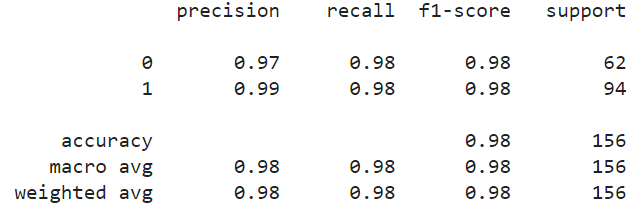 precision recall f1-score support
0 0.97 0.98 0.98 62
1 0.99 0.98 0.98 94
accuracy 0.98 156
macro avg 0.98 0.98 0.98 156
weighted avg 0.98 0.98 0.98 156